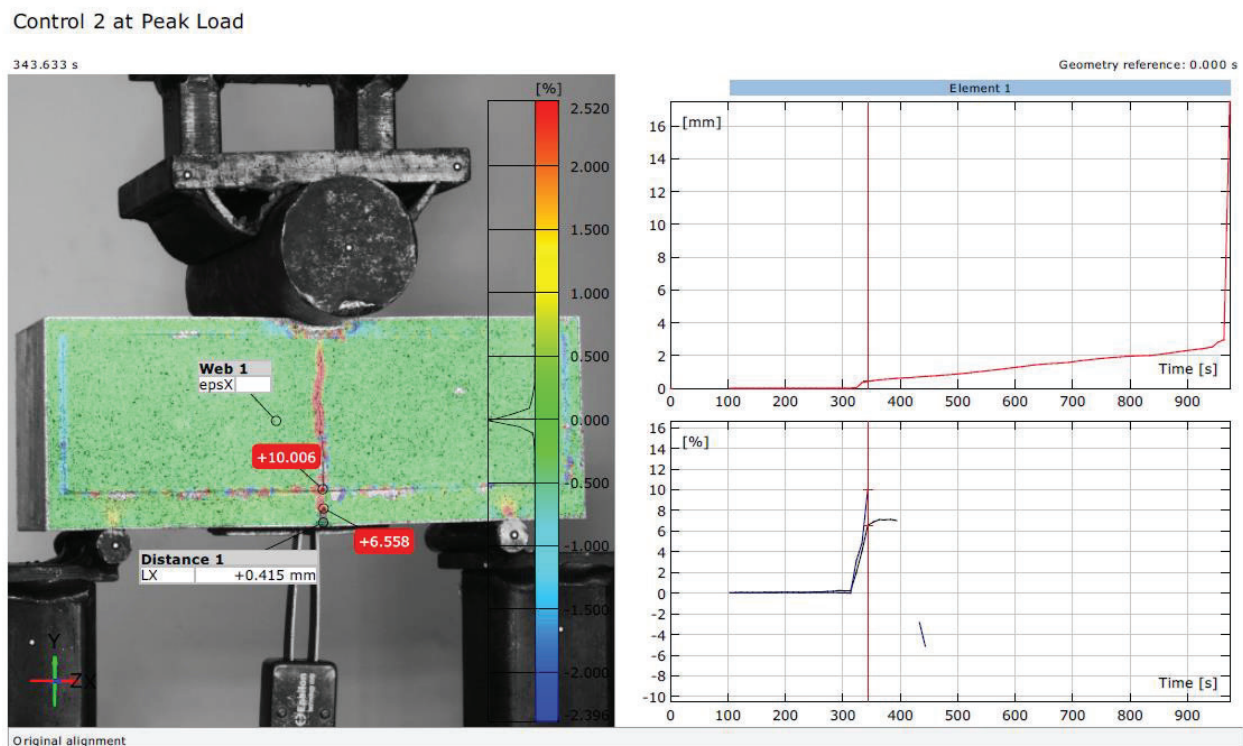 Control 2 at Peak Load
343.633 s
Geometry reference: 0.000 s
[%]
2.520
2.000
1.500
1.000
0.500
0.000
-0.500
-1.000
-1.500
-2.000
-2.396
Web 1
epsX
+10.006
+6.558
Distance 1
LX +0.415 mm
Epsilon
Y
ZX
Element 1
[mm]
16
14
12
10
8
6
4
2
0
Time [s]
0 100 200 300 400 500 600 700 800 900
[%]
16
14
12
10
8
6
4
2
0
-2
-4
-6
-8
-10
Time [s]
0 100 200 300 400 500 600 700 800 900
Original alignment